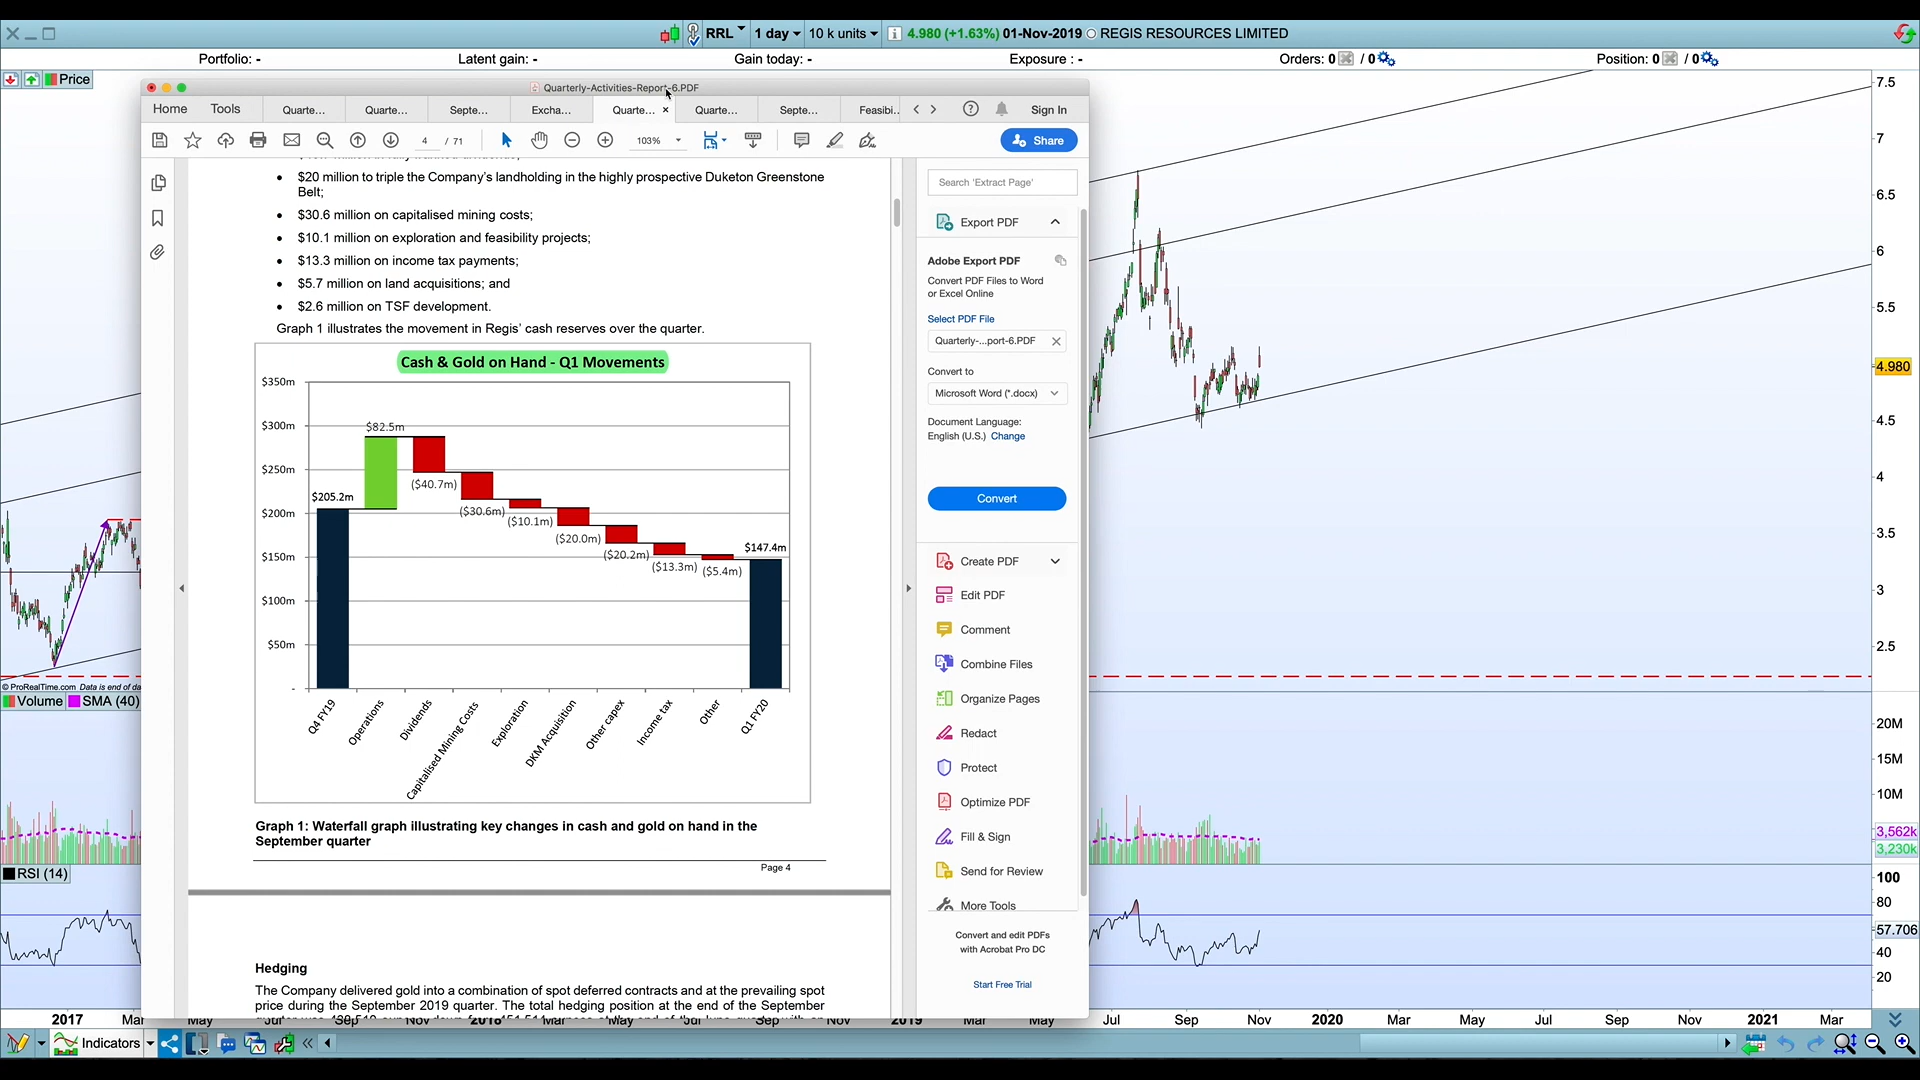 RRL
1 day
10 k units
4.980 (+1.63%) 01-Nov-2019 REGIS RESOURCES LIMITED
Portfolio: -
Latent gain: -
Gain today: -
Exposure : -
Orders: 0 / 0
Position: 0 / 0
Price
Quarterly-Activities-Report-6.PDF
Home
Tools
Quarte...
Quarte...
Septe...
Excha...
Quarte...
Quarte...
Septe...
Feasibi..
Sign In
4 / 71
103%
Share
• $20 million to triple the Company's landholding in the highly prospective Duketon Greenstone
Belt;
• $30.6 million on capitalised mining costs;
• $10.1 million on exploration and feasibility projects;
• $13.3 million on income tax payments;
• $5.7 million on land acquisitions; and
• $2.6 million on TSF development.
Graph 1 illustrates the movement in Regis' cash reserves over the quarter.
Cash & Gold on Hand - Q1 Movements
$350m
$300m
$250m
$200m
$150m
$100m
$50m
-
$205.2m
$82.5m
($40.7m)
($30.6m)
($10.1m)
($20.0m)
($20.2m)
($13.3m)
($5.4m)
$147.4m
Q4 FY19
Operations
Dividends
Capitalised Mining Costs
Exploration
DKM Acquisition
Other capex
Income tax
Other
Q1 FY20
Graph 1: Waterfall graph illustrating key changes in cash and gold on hand in the
September quarter
Page 4
Hedging
The Company delivered gold into a combination of spot deferred contracts and at the prevailing spot
price during the September 2019 quarter. The total hedging position at the end of the September
Search 'Extract Page'
Export PDF
Adobe Export PDF
Convert PDF Files to Word
or Excel Online
Select PDF File
Quarterly-...port-6.PDF
Convert to
Microsoft Word (*.docx)
Document Language:
English (U.S.) Change
Convert
Create PDF
Edit PDF
Comment
Combine Files
Organize Pages
Redact
Protect
Optimize PDF
Fill & Sign
Send for Review
More Tools
Convert and edit PDFs
with Acrobat Pro DC
Start Free Trial
7.5
7
6.5
6
5.5
4.980
4.5
4
3.5
3
2.5
© ProRealTime.com Data is end of da
Volume SMA (40)
20M
15M
10M
3,562k
3,230k
RSI (14)
100
80
57.706
40
20
2017
Mar
May
Jul
Sep
Nov
2018
Mar
May
Jul
Sep
Nov
2019
Mar
May
Jul
Sep
Nov
2020
Mar
May
Jul
Sep
Nov
2021
Mar
Indicators